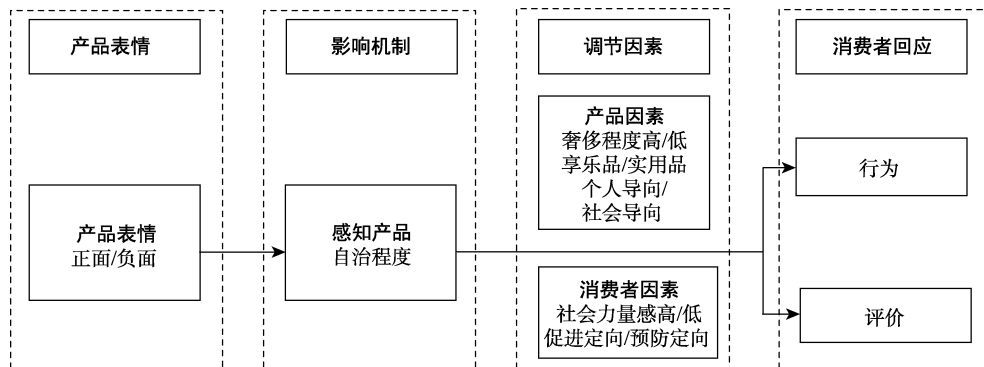 产品表情
影响机制
调节因素
消费者回应
产品表情
正面/负面
感知产品
自治程度
产品因素
奢侈程度高/低
享乐品/实用品
个人导向/
社会导向
消费者因素
社会力量感高/低
促进定向/预防定向
行为
评价